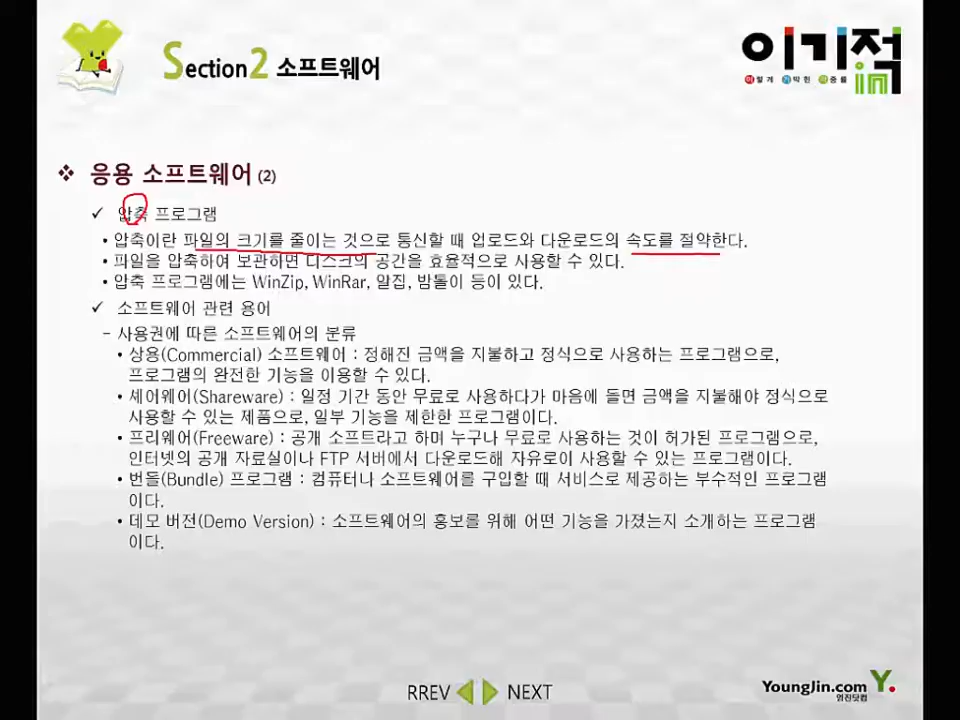 Section2 소프트웨어
이기적in
이렇게 기막힌 적중률
❖ 응용 소프트웨어 (2)
✓ 압축 프로그램
• 압축이란 파일의 크기를 줄이는 것으로 통신할 때 업로드와 다운로드의 속도를 절약한다.
• 파일을 압축하여 보관하면 디스크의 공간을 효율적으로 사용할 수 있다.
• 압축 프로그램에는 WinZip, WinRar, 알집, 밤톨이 등이 있다.
✓ 소프트웨어 관련 용어
– 사용권에 따른 소프트웨어의 분류
• 상용(Commercial) 소프트웨어 : 정해진 금액을 지불하고 정식으로 사용하는 프로그램으로,
프로그램의 완전한 기능을 이용할 수 있다.
• 셰어웨어(Shareware) : 일정 기간 동안 무료로 사용하다가 마음에 들면 금액을 지불해야 정식으로
사용할 수 있는 제품으로, 일부 기능을 제한한 프로그램이다.
• 프리웨어(Freeware) : 공개 소프트라고 하며 누구나 무료로 사용하는 것이 허가된 프로그램으로,
인터넷의 공개 자료실이나 FTP 서버에서 다운로드해 자유로이 사용할 수 있는 프로그램이다.
• 번들(Bundle) 프로그램 : 컴퓨터나 소프트웨어를 구입할 때 서비스로 제공하는 부수적인 프로그램
이다.
• 데모 버전(Demo Version) : 소프트웨어의 홍보를 위해 어떤 기능을 가졌는지 소개하는 프로그램
이다.
RREV NEXT
YoungJin.com Y.
영진닷컴